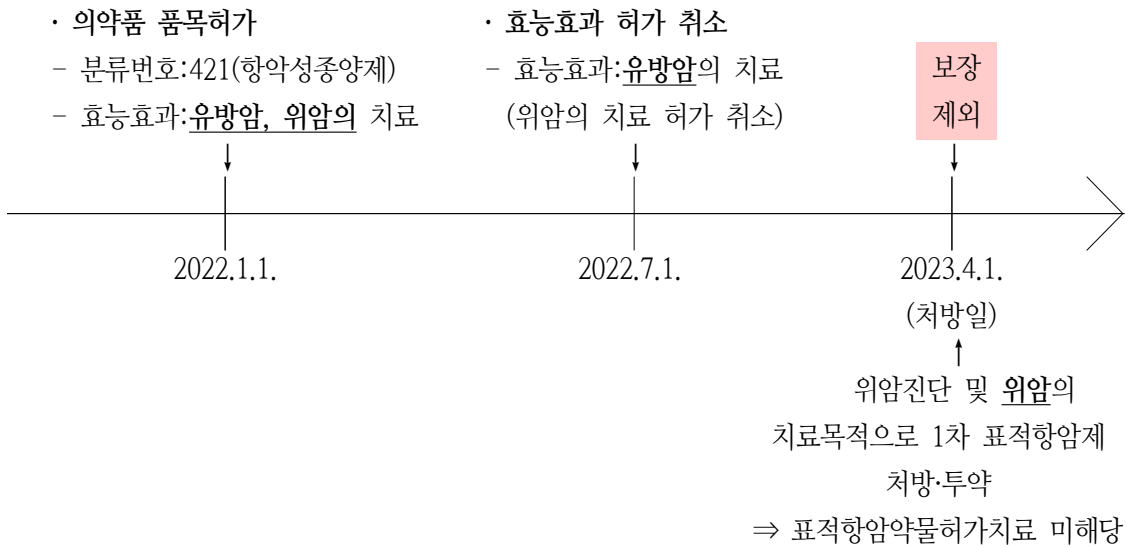 · 의약품 품목허가
- 분류번호:421(항악성종양제)
- 효능효과:유방암, 위암의 치료
· 효능효과 허가 취소
- 효능효과:유방암의 치료
(위암의 치료 허가 취소)
보장
제외
2022.1.1.
2022.7.1.
2023.4.1.
(처방일)
위암진단 및 위암의
치료목적으로 1차 표적항암제
처방·투약
⇒ 표적항암약물허가치료 미해당